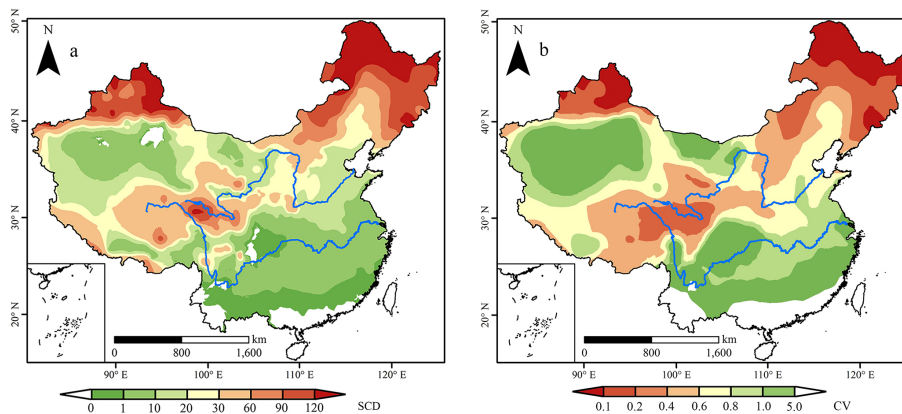 50° N
40° N
30° N
20° N
N
a
km
0 800 1,600
90° E 100° E 110° E 120° E
0 1 10 20 30 60 90 120 SCD
50° N
40° N
30° N
20° N
N
b
km
0 800 1,600
90° E 100° E 110° E 120° E
0.1 0.2 0.4 0.6 0.8 1.0 5.0 CV